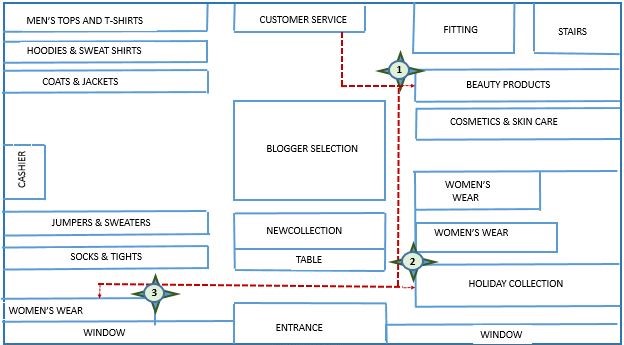 MEN'S TOPS AND T-SHIRTS
CUSTOMER SERVICE
FITTING
STAIRS
HOODIES & SWEAT SHIRTS
1
COATS & JACKETS
BEAUTY PRODUCTS
COSMETICS & SKIN CARE
BLOGGER SELECTION
CASHIER
WOMEN'S
WEAR
JUMPERS & SWEATERS
NEWCOLLECTION
WOMEN'S WEAR
SOCKS & TIGHTS
TABLE
2
HOLIDAY COLLECTION
3
WOMEN'S WEAR
WINDOW
ENTRANCE
WINDOW